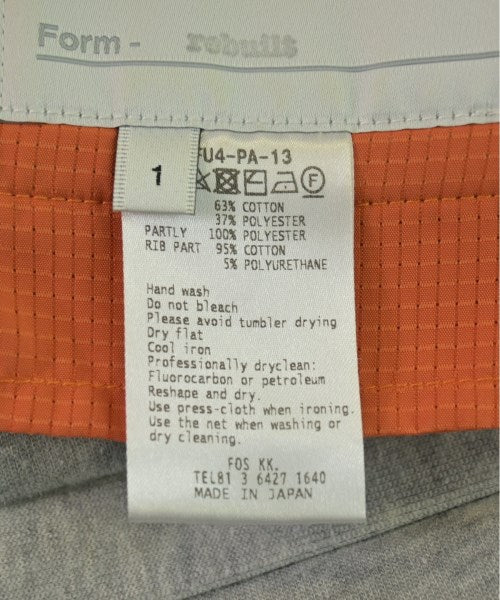 Form - rebuilt
1
FU4-PA-13
F
63% COTTON
37% POLYESTER
PARTLY 100% POLYESTER
RIB PART 95% COTTON
5% POLYURETHANE
Hand wash
Do not bleach
Please avoid tumbler drying
Dry flat
Cool iron
Professionally dryclean:
Fluorocarbon or petroleum
Reshape and dry.
Use press-cloth when ironing.
Use the net when washing or
dry cleaning.
FOS KK.
TEL81 3 6427 1640
MADE IN JAPAN